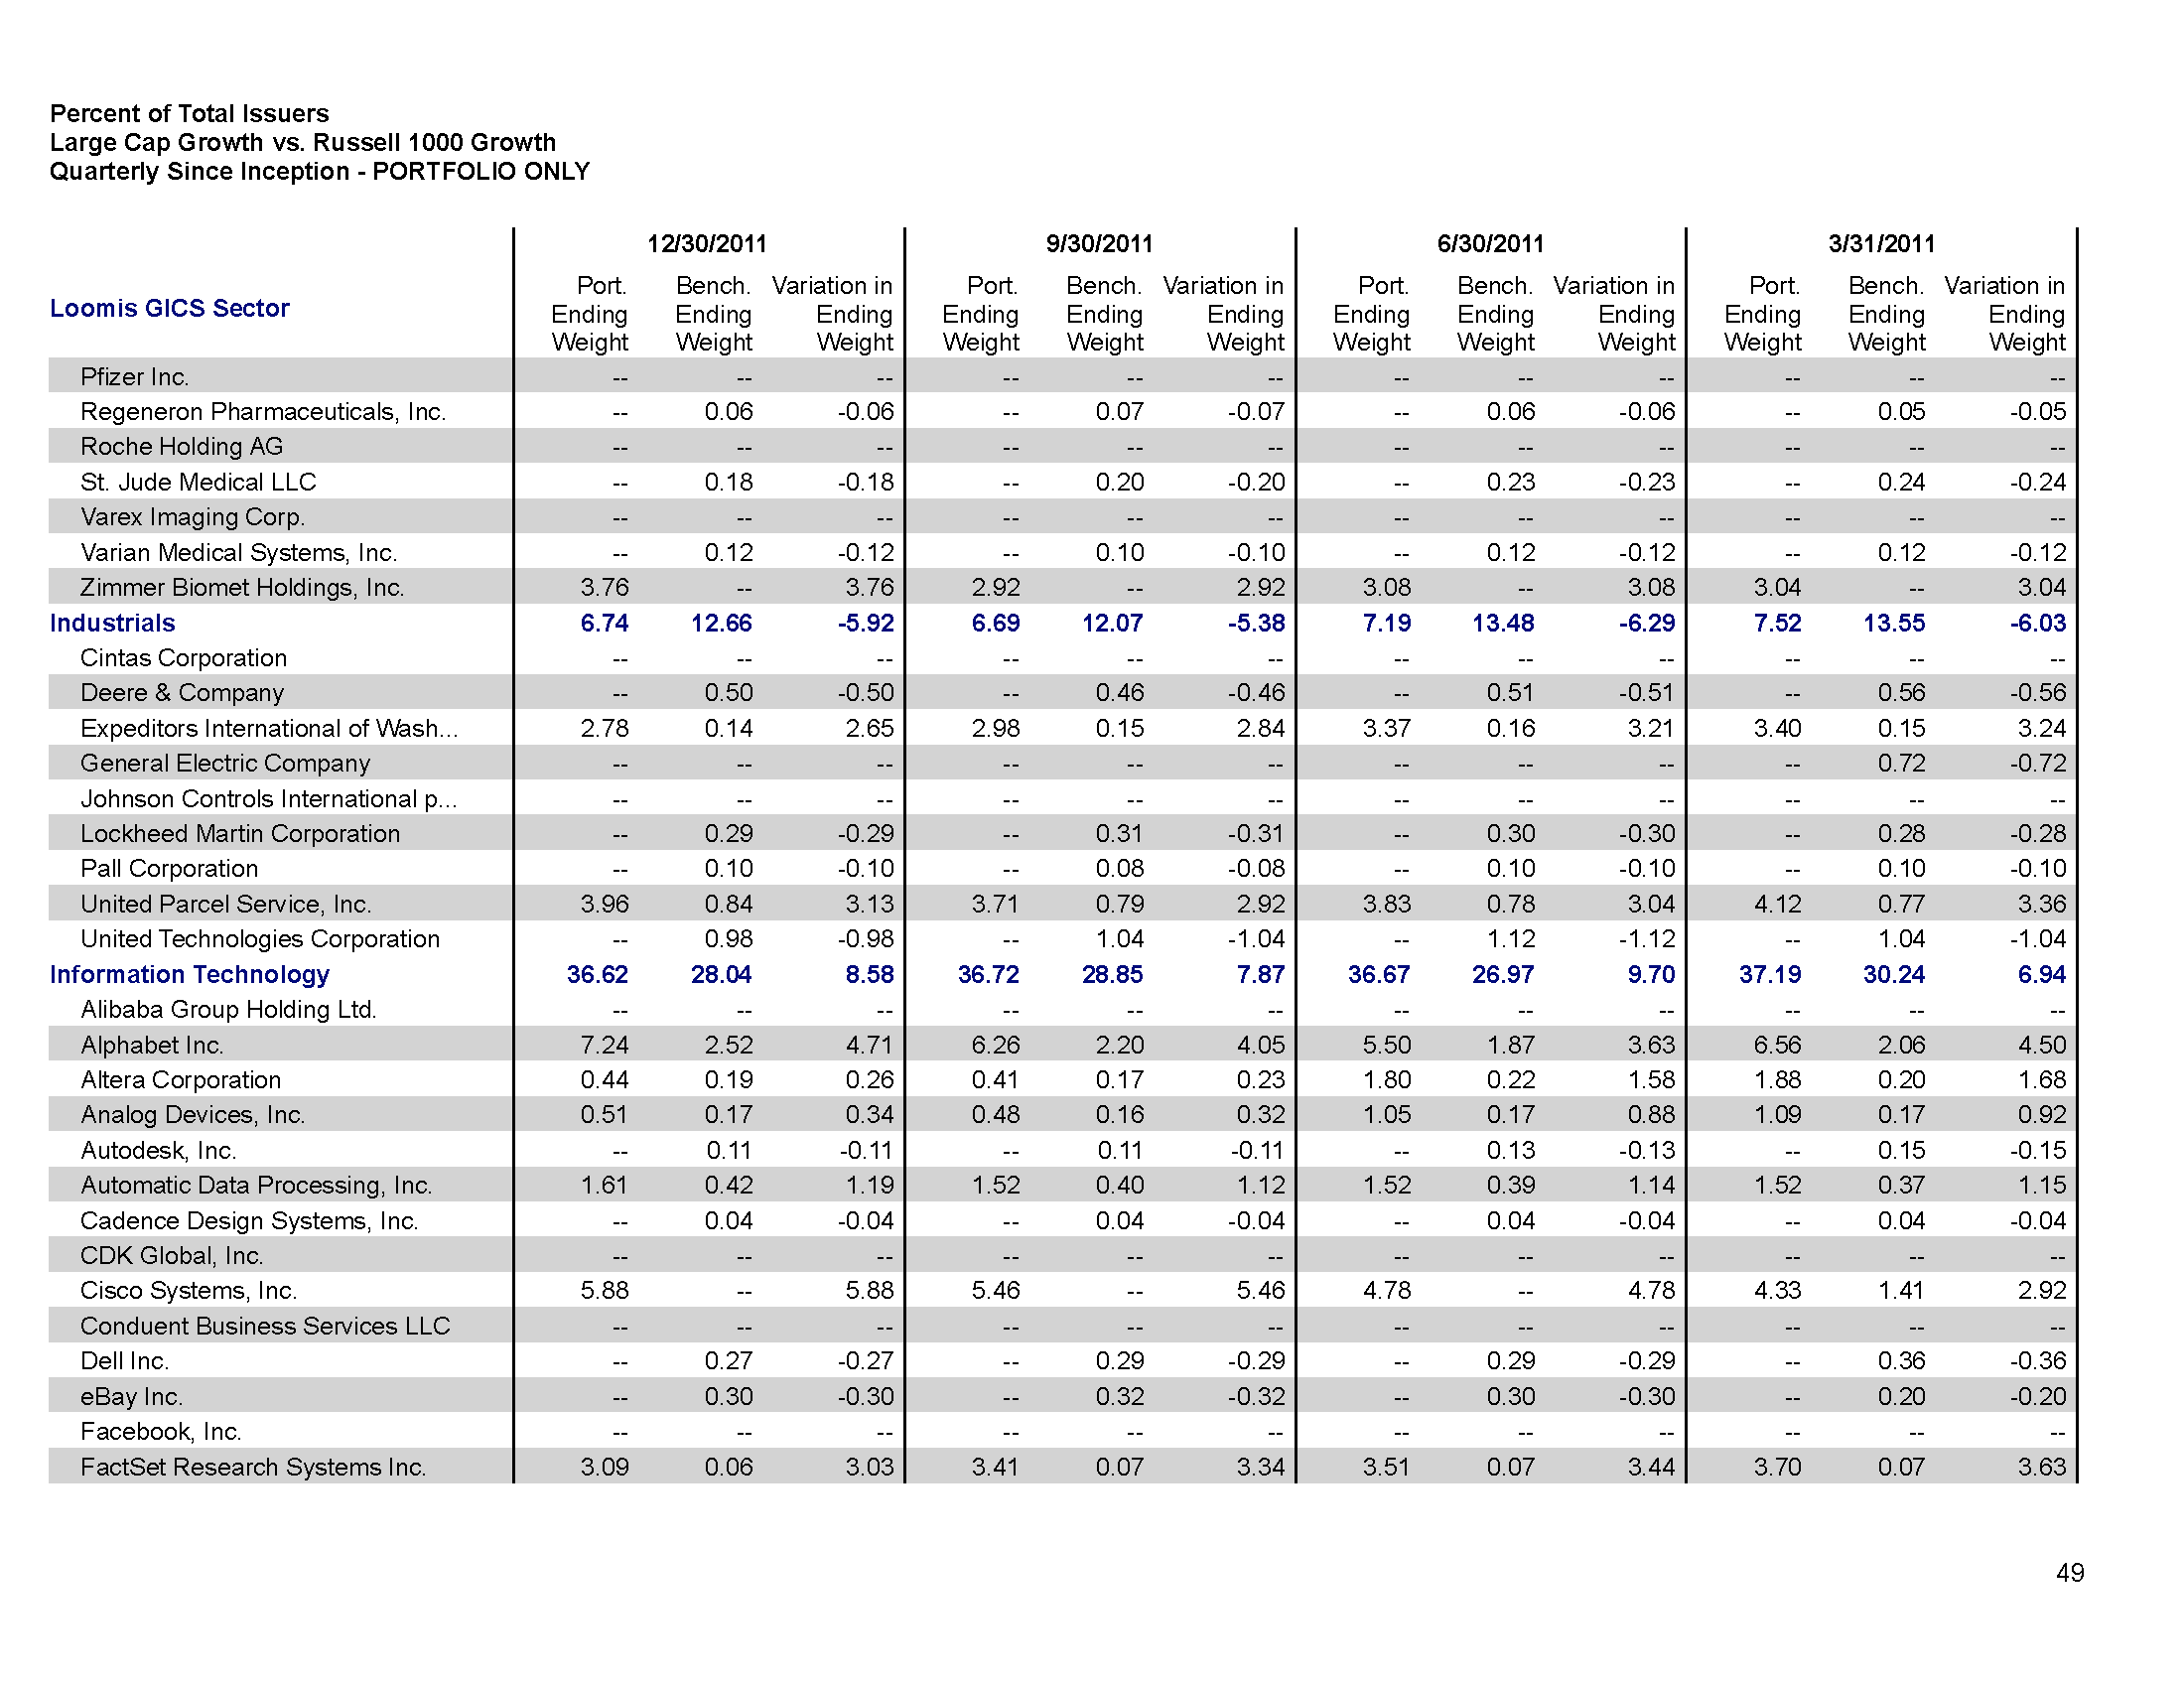 Percent of Total Issuers
Large Cap Growth vs. Russell 1000 Growth
Quarterly Since Inception - PORTFOLIO ONLY
12/30/2011 9/30/2011 6/30/2011 3/31/2011
Loomis GICS Sector
Port. Bench. Variation in Port. Bench. Variation in Port. Bench. Variation in Port. Bench. Variation in
Ending Ending Ending Ending Ending Ending Ending Ending Ending Ending Ending Ending
Weight Weight Weight Weight Weight Weight Weight Weight Weight Weight Weight Weight
Pfizer Inc. -- -- -- -- -- -- -- -- -- -- -- --
Regeneron Pharmaceuticals, Inc. -- 0.06 -0.06 -- 0.07 -0.07 -- 0.06 -0.06 -- 0.05 -0.05
Roche Holding AG -- -- -- -- -- -- -- -- -- -- -- --
St. Jude Medical LLC -- 0.18 -0.18 -- 0.20 -0.20 -- 0.23 -0.23 -- 0.24 -0.24
Varex Imaging Corp. -- -- -- -- -- -- -- -- -- -- -- --
Varian Medical Systems, Inc. -- 0.12 -0.12 -- 0.10 -0.10 -- 0.12 -0.12 -- 0.12 -0.12
Zimmer Biomet Holdings, Inc. 3.76 -- 3.76 2.92 -- 2.92 3.08 -- 3.08 3.04 -- 3.04
Industrials 6.74 12.66 -5.92 6.69 12.07 -5.38 7.19 13.48 -6.29 7.52 13.55 -6.03
Cintas Corporation -- -- -- -- -- -- -- -- -- -- -- --
Deere & Company -- 0.50 -0.50 -- 0.46 -0.46 -- 0.51 -0.51 -- 0.56 -0.56
Expeditors International of Wash... 2.78 0.14 2.65 2.98 0.15 2.84 3.37 0.16 3.21 3.40 0.15 3.24
General Electric Company -- -- -- -- -- -- -- -- -- -- 0.72 -0.72
Johnson Controls International p... -- -- -- -- -- -- -- -- -- -- -- --
Lockheed Martin Corporation -- 0.29 -0.29 -- 0.31 -0.31 -- 0.30 -0.30 -- 0.28 -0.28
Pall Corporation -- 0.10 -0.10 -- 0.08 -0.08 -- 0.10 -0.10 -- 0.10 -0.10
United Parcel Service, Inc. 3.96 0.84 3.13 3.71 0.79 2.92 3.83 0.78 3.04 4.12 0.77 3.36
United Technologies Corporation -- 0.98 -0.98 -- 1.04 -1.04 -- 1.12 -1.12 -- 1.04 -1.04
Information Technology 36.62 28.04 8.58 36.72 28.85 7.87 36.67 26.97 9.70 37.19 30.24 6.94
Alibaba Group Holding Ltd. -- -- -- -- -- -- -- -- -- -- -- --
Alphabet Inc. 7.24 2.52 4.71 6.26 2.20 4.05 5.50 1.87 3.63 6.56 2.06 4.50
Altera Corporation 0.44 0.19 0.26 0.41 0.17 0.23 1.80 0.22 1.58 1.88 0.20 1.68
Analog Devices, Inc. 0.51 0.17 0.34 0.48 0.16 0.32 1.05 0.17 0.88 1.09 0.17 0.92
Autodesk, Inc. -- 0.11 -0.11 -- 0.11 -0.11 -- 0.13 -0.13 -- 0.15 -0.15
Automatic Data Processing, Inc. 1.61 0.42 1.19 1.52 0.40 1.12 1.52 0.39 1.14 1.52 0.37 1.15
Cadence Design Systems, Inc. -- 0.04 -0.04 -- 0.04 -0.04 -- 0.04 -0.04 -- 0.04 -0.04
CDK Global, Inc. -- -- -- -- -- -- -- -- -- -- -- --
Cisco Systems, Inc. 5.88 -- 5.88 5.46 -- 5.46 4.78 -- 4.78 4.33 1.41 2.92
Conduent Business Services LLC -- -- -- -- -- -- -- -- -- -- -- --
Dell Inc. -- 0.27 -0.27 -- 0.29 -0.29 -- 0.29 -0.29 -- 0.36 -0.36
eBay Inc. -- 0.30 -0.30 -- 0.32 -0.32 -- 0.30 -0.30 -- 0.20 -0.20
Facebook, Inc. -- -- -- -- -- -- -- -- -- -- -- --
FactSet Research Systems Inc. 3.09 0.06 3.03 3.41 0.07 3.34 3.51 0.07 3.44 3.70 0.07 3.63
49